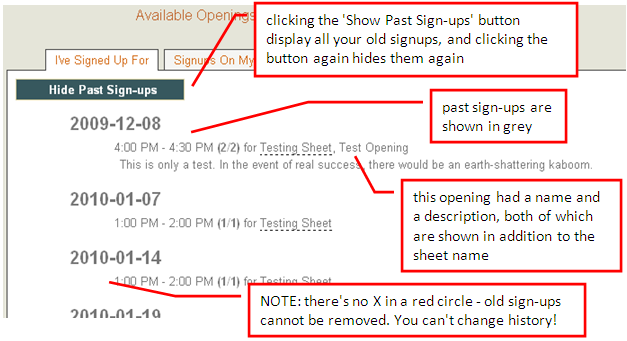 Available Openings
clicking the 'Show Past Sign-ups' button
display all your old signups, and clicking the
button again hides them again
I've Signed Up For
Signups On My
Hide Past Sign-ups
2009-12-08
past sign-ups are
shown in grey
4:00 PM - 4:30 PM (2/2) for Testing Sheet, Test Opening
This is only a test. In the event of real success, there would be an earth-shattering kaboom.
2010-01-07
this opening had a name and
a description, both of which
are shown in addition to the
sheet name
1:00 PM - 2:00 PM (1/1) for Testing Sheet
2010-01-14
1:00 PM - 2:00 PM (1/1) for Testing Sheet
NOTE: there's no X in a red circle - old sign-ups
cannot be removed. You can't change history!
2010-01-19